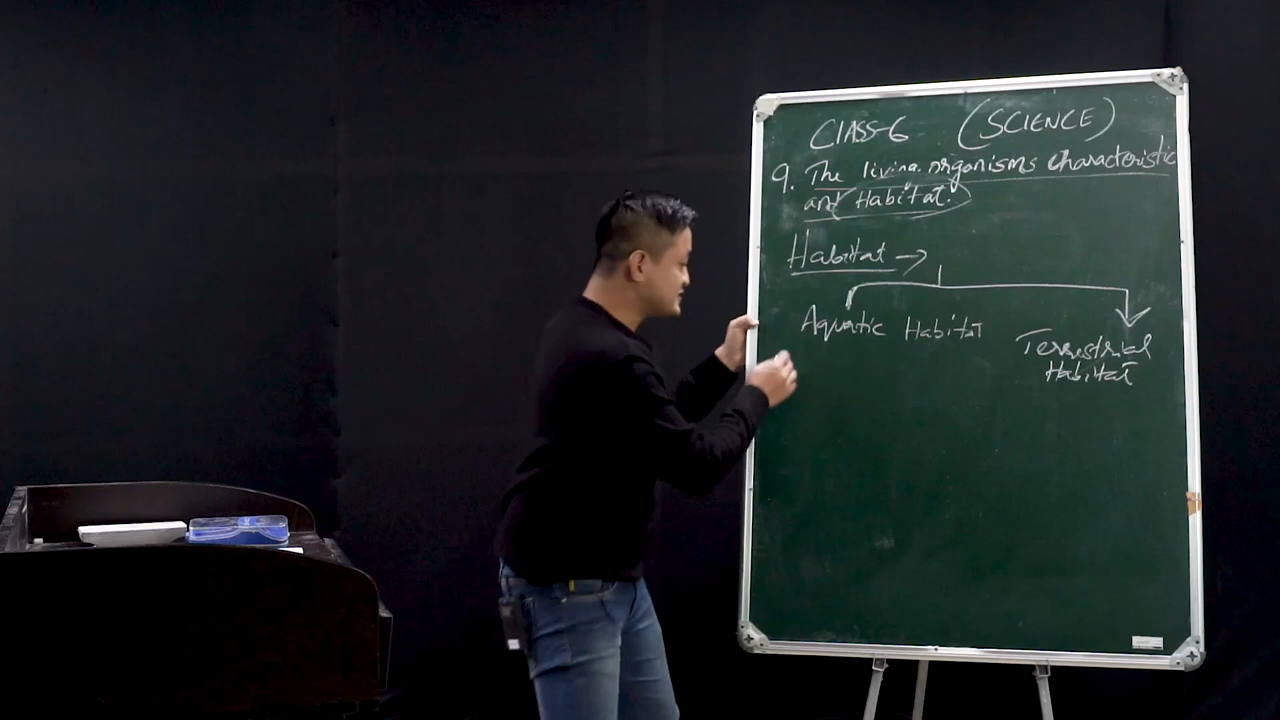 CLASS-6 (SCIENCE)
9. The living organisms characteristic
and Habitat.
Habitat →
Aquatic Habitat
Terrestrial
Habitat